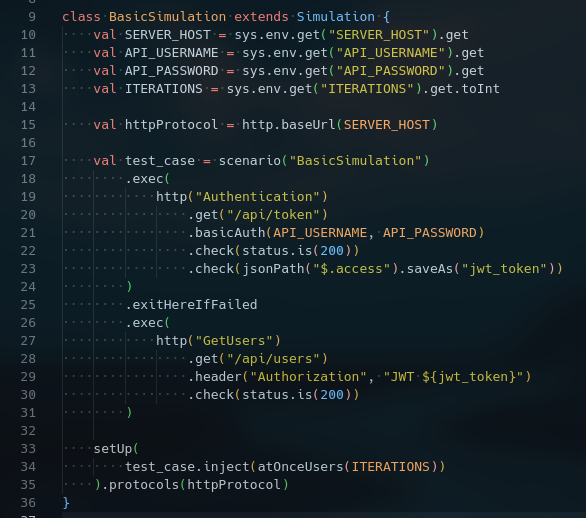 9 class BasicSimulation extends Simulation {
10     val SERVER_HOST = sys.env.get("SERVER_HOST").get
11     val API_USERNAME = sys.env.get("API_USERNAME").get
12     val API_PASSWORD = sys.env.get("API_PASSWORD").get
13     val ITERATIONS = sys.env.get("ITERATIONS").get.toInt
14
15     val httpProtocol = http.baseUrl(SERVER_HOST)
16
17     val test_case = scenario("BasicSimulation")
18         .exec(
19             http("Authentication")
20                 .get("/api/token")
21                 .basicAuth(API_USERNAME, API_PASSWORD)
22                 .check(status.is(200))
23                 .check(jsonPath("$.access").saveAs("jwt_token"))
24         )
25         .exitHereIfFailed
26         .exec(
27             http("GetUsers")
28                 .get("/api/users")
29                 .header("Authorization", "JWT ${jwt_token}")
30                 .check(status.is(200))
31         )
32
33     setUp(
34         test_case.inject(atOnceUsers(ITERATIONS))
35     ).protocols(httpProtocol)
36 }